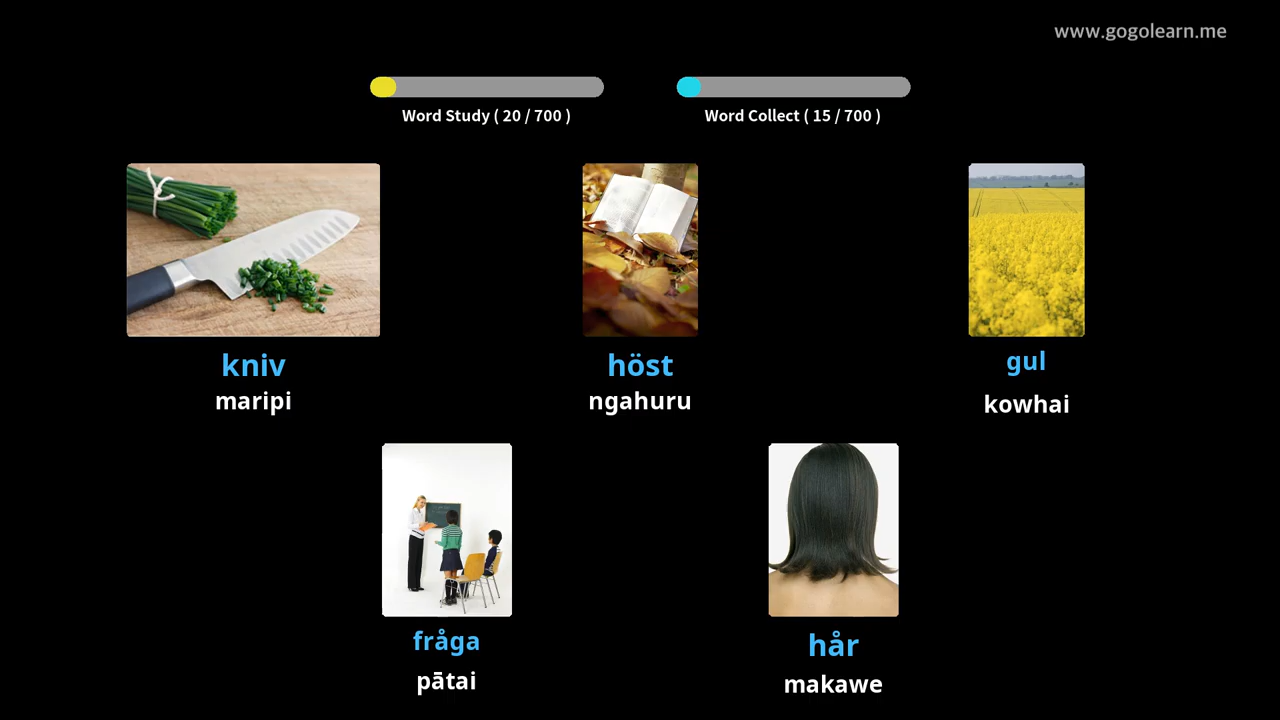 www.gogolearn.me
Word Study ( 20 / 700 )
Word Collect ( 15 / 700 )
kniv
maripi
höst
ngahuru
gul
kowhai
fråga
pātai
hår
makawe